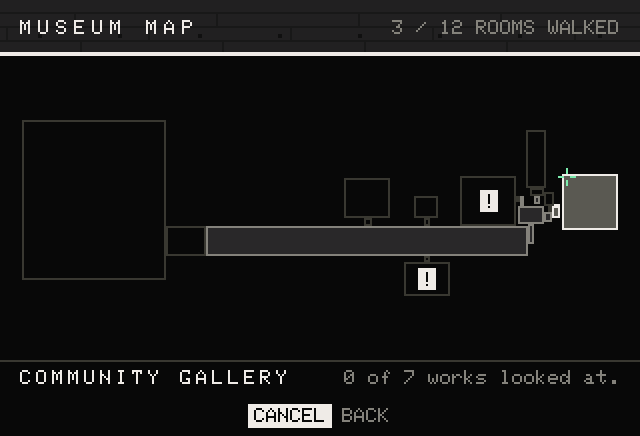 MUSEUM MAP 3 / 12 ROOMS WALKED
!
!
COMMUNITY GALLERY 0 of 7 works looked at.
CANCEL BACK